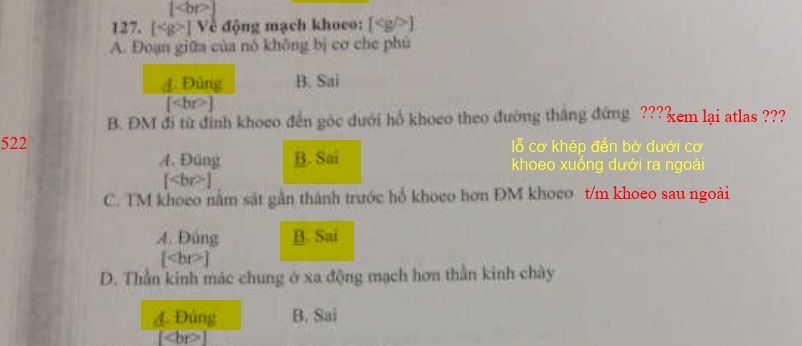 [<br>]
127. [<g>] Về động mạch khoeo: [<g/>]
A. Đoạn giữa của nó không bị cơ che phủ
A. Đúng B. Sai
[<br>]
B. ĐM đi từ đỉnh khoeo đến góc dưới hố khoeo theo đường thẳng đứng ???? xem lại atlas ???
522
A. Đúng B. Sai
lỗ cơ khép đến bờ dưới cơ
khoeo xuống dưới ra ngoài
[<br>]
C. TM khoeo nằm sát gần thành trước hố khoeo hơn ĐM khoeo t/m khoeo sau ngoài
A. Đúng B. Sai
[<br>]
D. Thần kinh mác chung ở xa động mạch hơn thần kinh chày
A. Đúng B. Sai
[<br>]